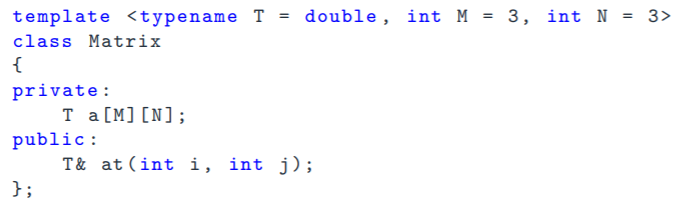 template <typename T = double, int M = 3, int N = 3>
class Matrix
{
private:
    T a[M][N];
public:
    T& at(int i, int j);
};